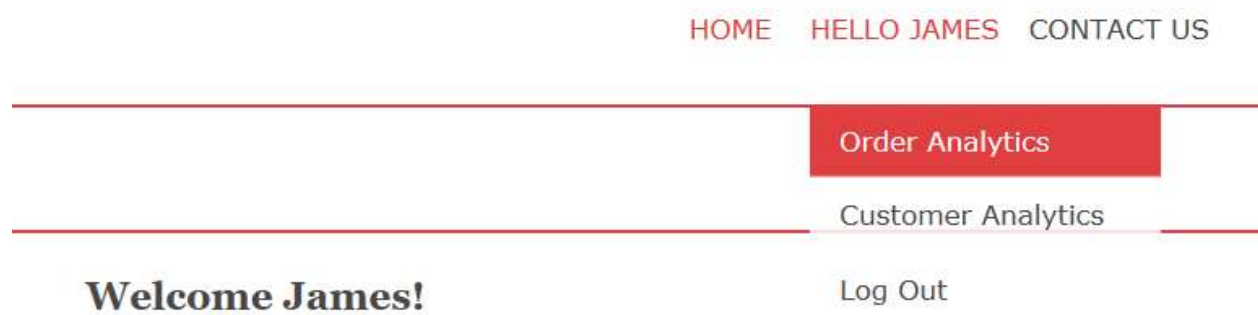 HOME HELLO JAMES CONTACT US
Order Analytics
Customer Analytics
Welcome James!
Log Out